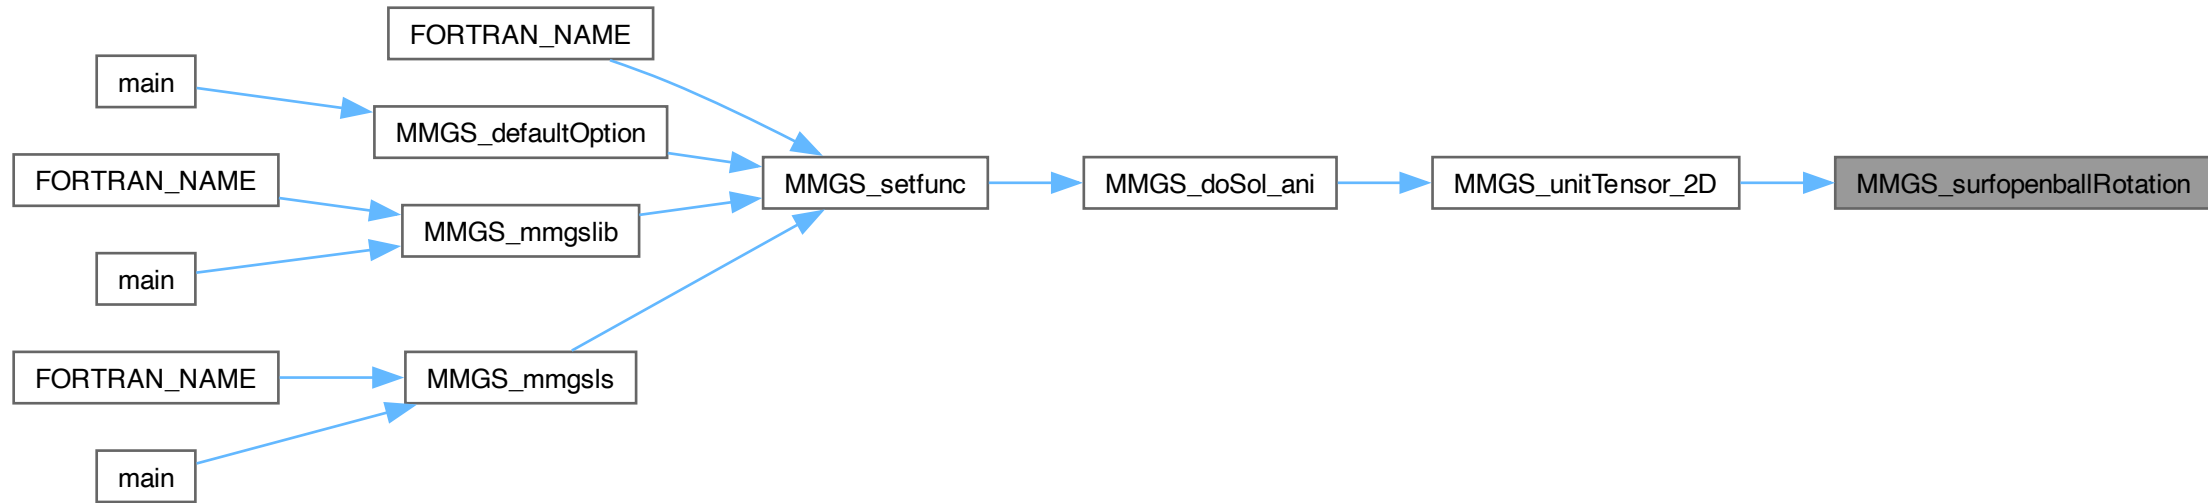 FORTRAN_NAME
main
MMGS_defaultOption
FORTRAN_NAME
MMGS_setfunc
MMGS_doSol_ani
MMGS_unitTensor_2D
MMGS_surfopenballRotation
MMGS_mmgslib
main
FORTRAN_NAME
MMGS_mmgsls
main